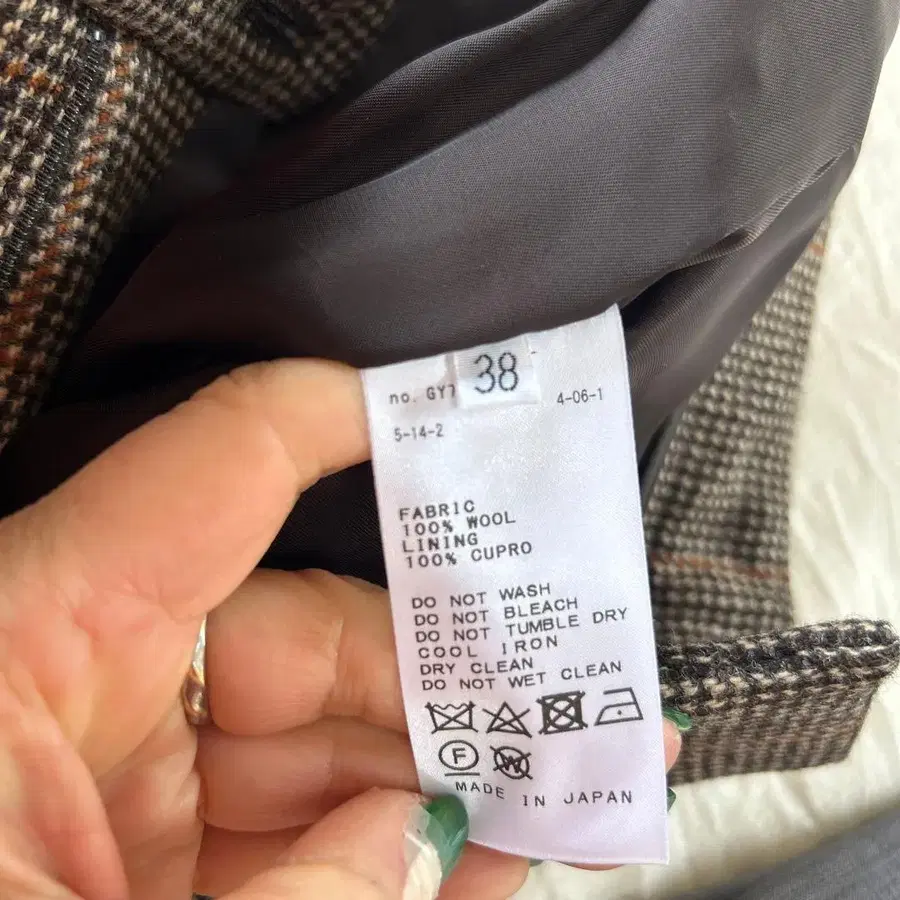 no. GY7 38 4-06-1
5-14-2
FABRIC
100% WOOL
LINING
100% CUPRO
DO NOT WASH
DO NOT BLEACH
DO NOT TUMBLE DRY
COOL IRON
DRY CLEAN
DO NOT WET CLEAN
F W
MADE IN JAPAN